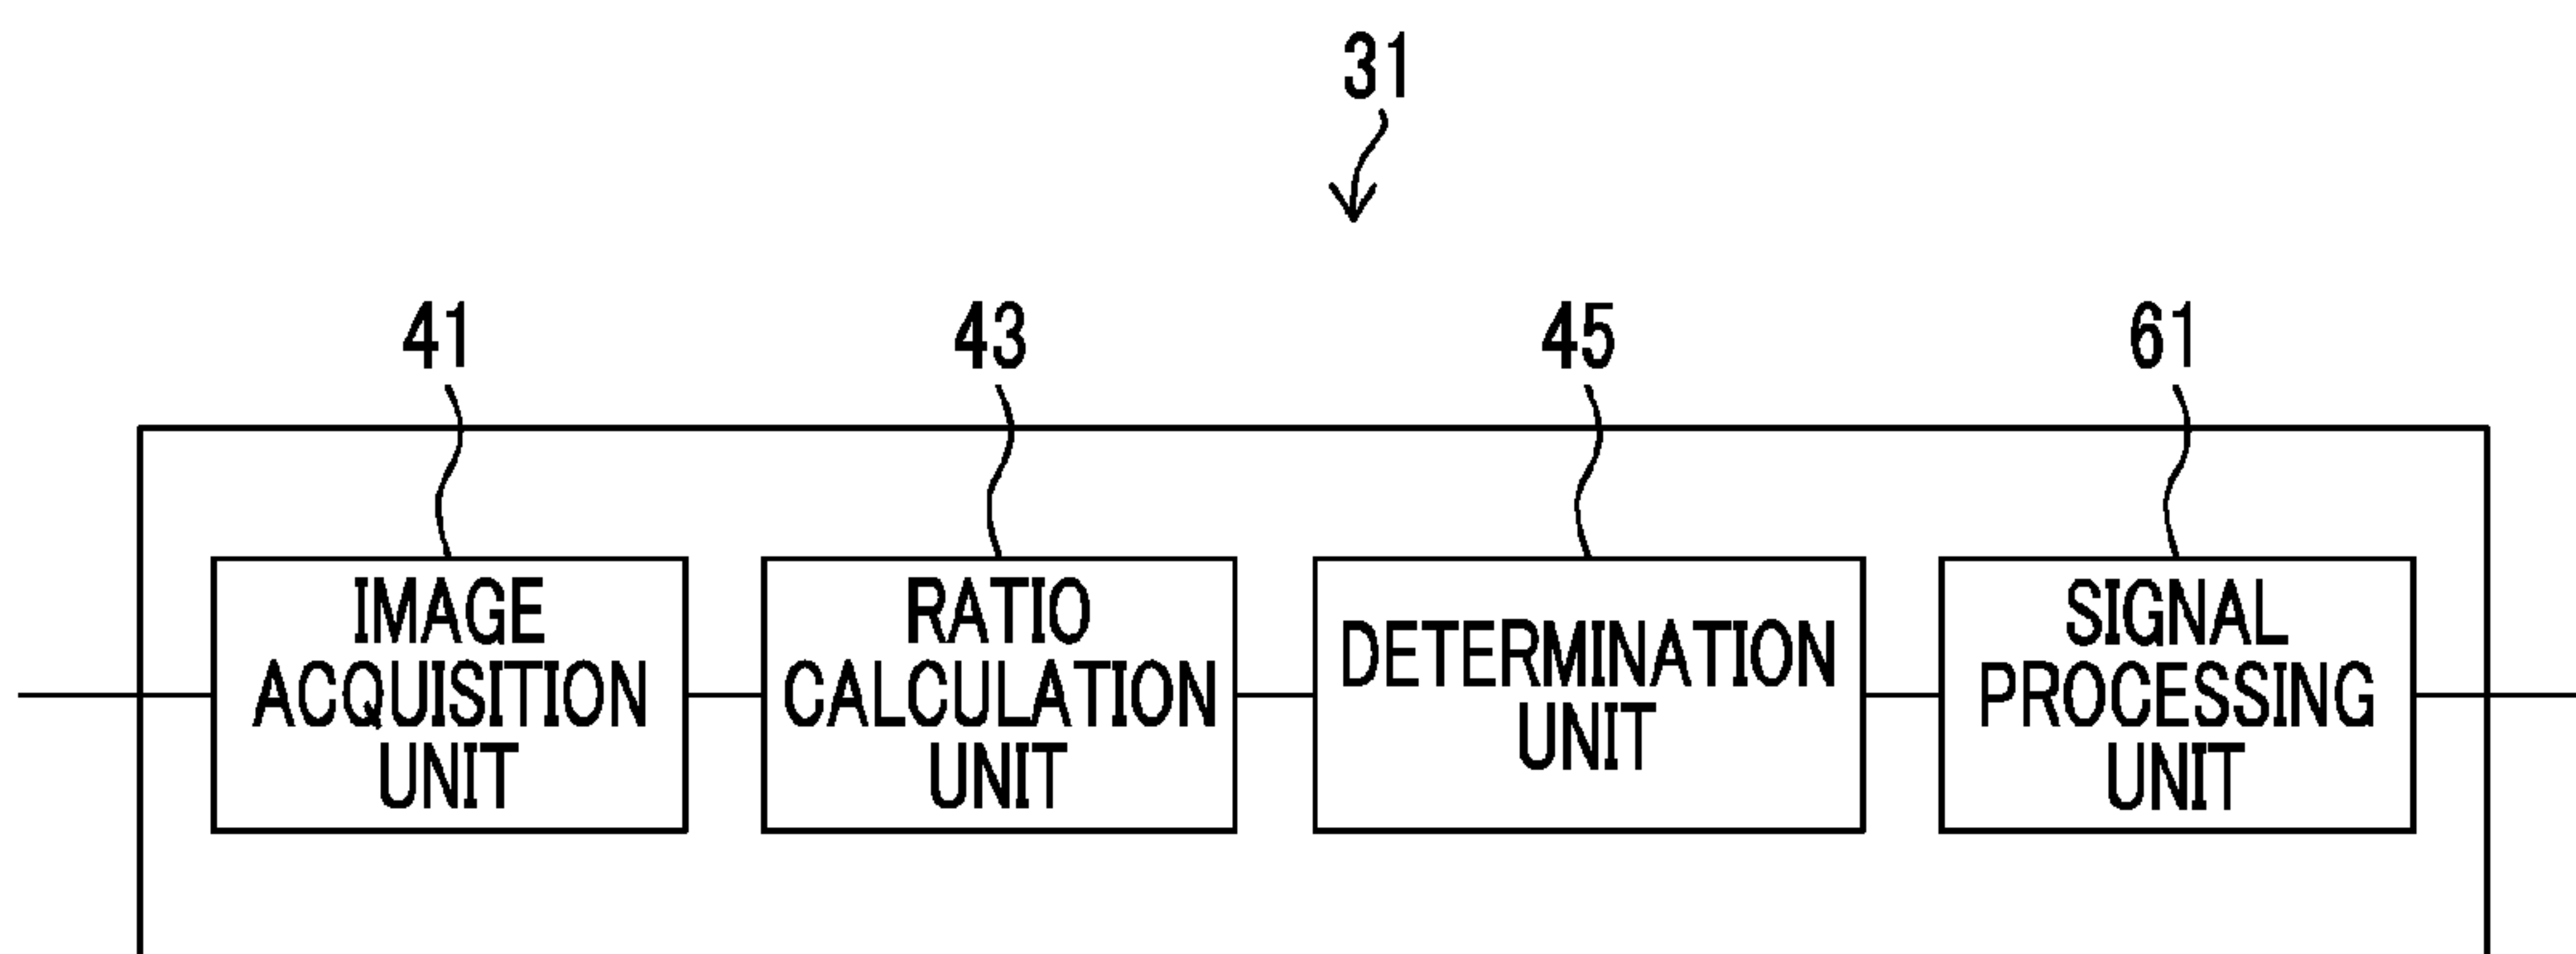 31
41
43
45
61
IMAGE
ACQUISITION
UNIT
RATIO
CALCULATION
UNIT
DETERMINATION
UNIT
SIGNAL
PROCESSING
UNIT